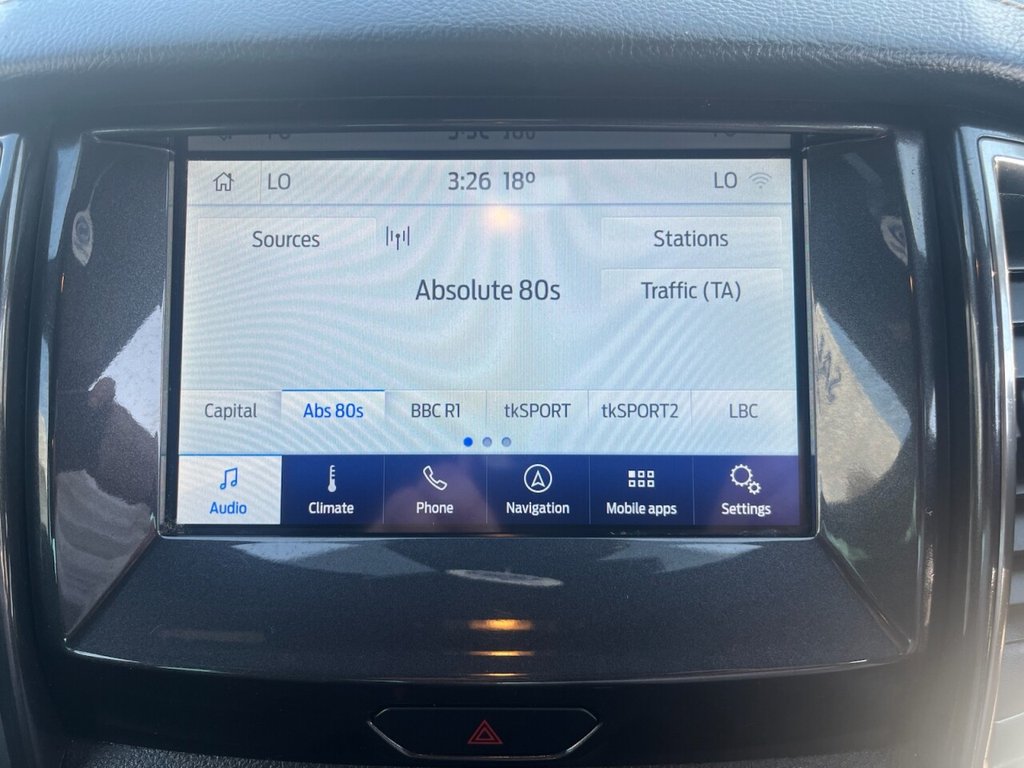 LO 3:26 18° LO
Sources Stations
Absolute 80s Traffic (TA)
Capital Abs 80s BBC R1 tkSPORT tkSPORT2 LBC
Audio Climate Phone Navigation Mobile apps Settings